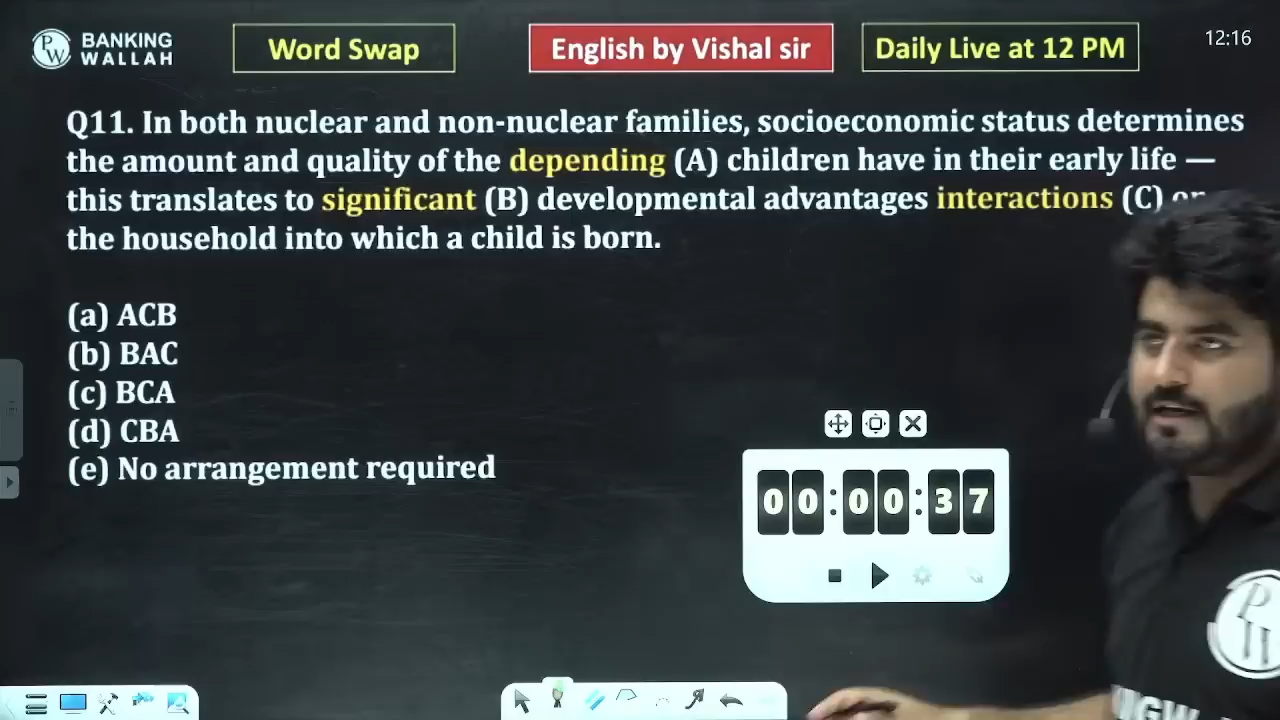 PW BANKING WALLAH
Word Swap
English by Vishal sir
Daily Live at 12 PM
12:16
Q11. In both nuclear and non-nuclear families, socioeconomic status determines
the amount and quality of the depending (A) children have in their early life —
this translates to significant (B) developmental advantages interactions (C) on
the household into which a child is born.
(a) ACB
(b) BAC
(c) BCA
(d) CBA
(e) No arrangement required
00:00:37
PW